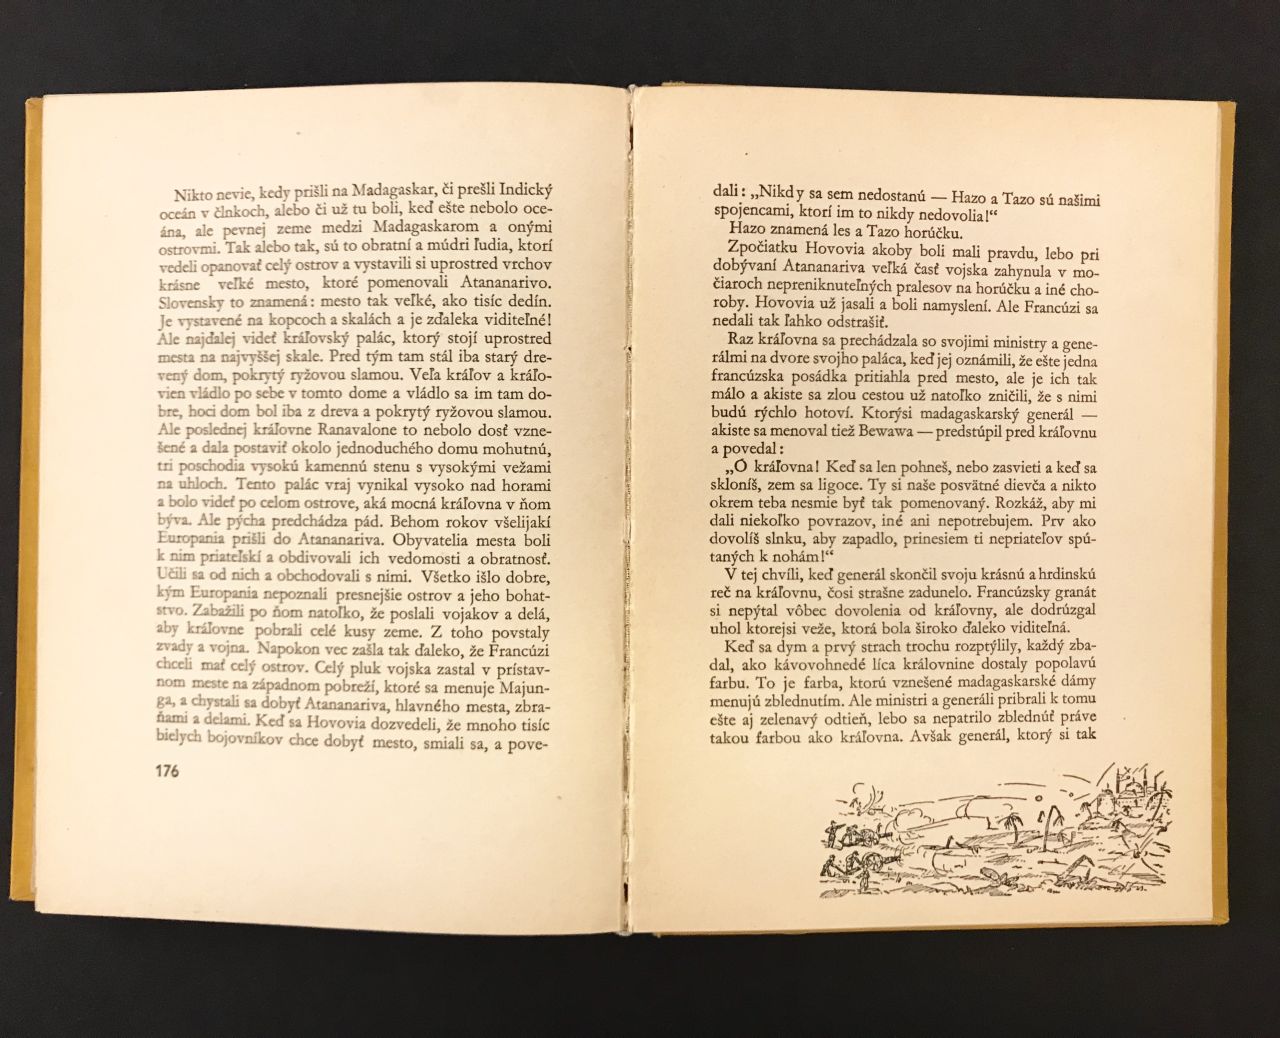 Nikto nevie, kedy prišli na Madagaskar, či prešli Indický
oceán v člnkoch, alebo či už tu boli, keď ešte nebolo oce-
ána, ale pevnej zeme medzi Madagaskarom a onými
ostrovmi. Tak alebo tak, sú to obratní a múdri ľudia, ktorí
vedeli opanovať celý ostrov a vystavili si uprostred vrchov
krásne veľké mesto, ktoré pomenovali Atananarivo.
Slovensky to znamená: mesto tak veľké, ako tisíc dedín.
Je vystavené na kopcoch a skalách a je zďaleka viditeľné!
Ale najďalej videť kráľovský palác, ktorý stojí uprostred
mesta na najvyššej skale. Pred tým tam stál iba starý dre-
vený dom, pokrytý ryžovou slamou. Veľa kráľov a kráľo-
vien vládlo po sebe v tomto dome a vládlo sa im tam do-
bre, hoci dom bol iba z dreva a pokrytý ryžovou slamou.
Ale poslednej kráľovne Ranavalone to nebolo dosť vzne-
šené a dala postaviť okolo jednoduchého domu mohutnú,
tri poschodia vysokú kamennú stenu s vysokými vežami
na uhloch. Tento palác vraj vynikal vysoko nad horami
a bolo videť po celom ostrove, aká mocná kráľovna v ňom
býva. Ale pýcha predchádza pád. Behom rokov všelijakí
Europania prišli do Atananariva. Obyvatelia mesta boli
k nim priateľskí a obdivovali ich vedomosti a obratnosť.
Učili sa od nich a obchodovali s nimi. Všetko išlo dobre,
kým Europania nepoznali presnejšie ostrov a jeho bohat-
stvo. Zabažili po ňom natoľko, že poslali vojakov a delá,
aby kráľovne pobrali celé kusy zeme. Z toho povstaly
zvady a vojna. Napokon vec zašla tak ďaleko, že Francúzi
chceli mať celý ostrov. Celý pluk vojska zastal v prístav-
nom meste na západnom pobreží, ktoré sa menuje Majun-
ga, a chystali sa dobyť Atananariva, hlavného mesta, zbra-
ňami a delami. Keď sa Hovovia dozvedeli, že mnoho tisíc
bielych bojovníkov chce dobyť mesto, smiali sa, a pove-
176
dali: „Nikdy sa sem nedostanú — Hazo a Tazo sú našimi
spojencami, ktorí im to nikdy nedovolia!“
Hazo znamená les a Tazo horúčku.
Zpočiatku Hovovia akoby boli mali pravdu, lebo pri
dobývaní Atananariva veľká časť vojska zahynula v mo-
čiaroch nepreniknuteľných pralesov na horúčku a iné cho-
roby. Hovovia už jasali a boli namyslení. Ale Francúzi sa
nedali tak ľahko odstrašiť.
Raz kráľovna sa prechádzala so svojimi ministry a gene-
rálmi na dvore svojho paláca, keď jej oznámili, že ešte jedna
francúzska posádka pritiahla pred mesto, ale je ich tak
málo a akiste sa zlou cestou už natoľko zničili, že s nimi
budú rýchlo hotoví. Ktorýsi madagaskarský generál —
akiste sa menoval tiež Bewawa — predstúpil pred kráľovnu
a povedal:
„Ó kráľovna! Keď sa len pohneš, nebo zasvieti a keď sa
skloníš, zem sa ligoce. Ty si naše posvätné dievča a nikto
okrem teba nesmie byť tak pomenovaný. Rozkáž, aby mi
dali niekoľko povrazov, iné ani nepotrebujem. Prv ako
dovolíš slnku, aby zapadlo, prinesiem ti nepriateľov spú-
taných k nohám!“
V tej chvíli, keď generál skončil svoju krásnú a hrdinskú
reč na kráľovnu, čosi strašne zadunelo. Francúzsky granát
si nepýtal vôbec dovolenia od kráľovny, ale dodrúzgal
uhol ktorejsi veže, ktorá bola široko ďaleko viditeľná.
Keď sa dym a prvý strach trochu rozptýlily, každý zba-
dal, ako kávovohnedé líca královnine dostaly popolavú
farbu. To je farba, ktorú vznešené madagaskarské dámy
menujú zblednutím. Ale ministri a generáli pribrali k tomu
ešte aj zelenavý odtieň, lebo sa nepatrilo zblednúť práve
takou farbou ako kráľovna. Avšak generál, ktorý si tak